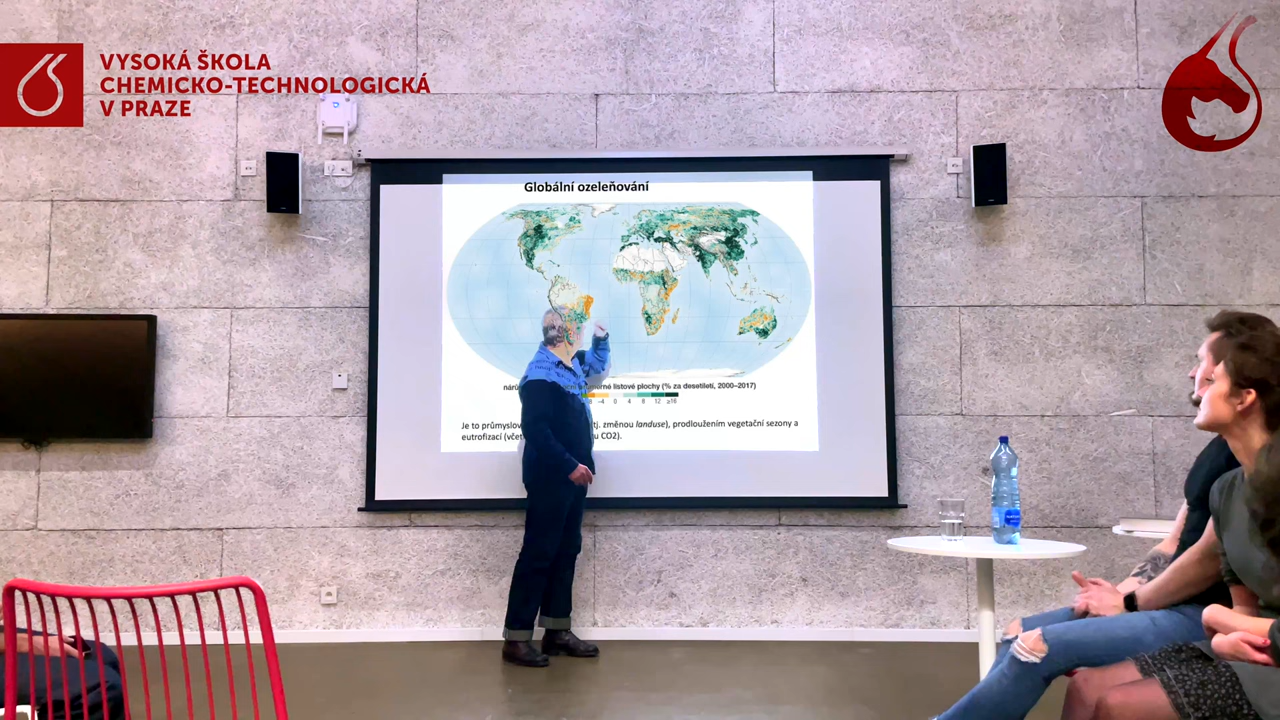 VYSOKÁ ŠKOLA
CHEMICKO-TECHNOLOGICKÁ
V PRAZE
Globální ozeleňování
listové plochy (% za desetiletí, 2000–2017)
-4 0 4 8 12 ≥16
Je to průmyslov tj. změnou landuse), prodloužením vegetační sezony a
eutrofizací (vče u CO2).